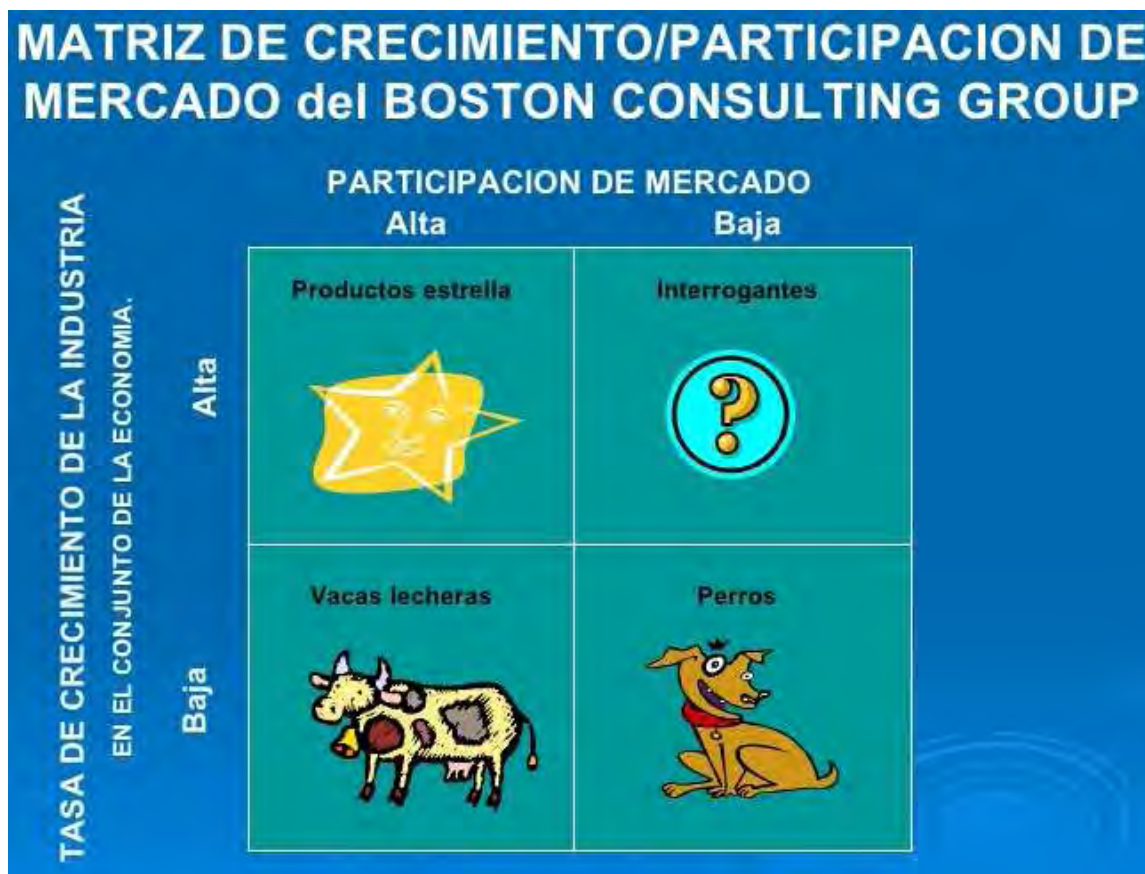 MATRIZ DE CRECIMIENTO/PARTICIPACION DE
MERCADO del BOSTON CONSULTING GROUP
PARTICIPACION DE MERCADO
Alta Baja
TASA DE CRECIMIENTO DE LA INDUSTRIA
EN EL CONJUNTO DE LA ECONOMIA.
Alta
Productos estrella Interrogantes
?
Baja
Vacas lecheras Perros